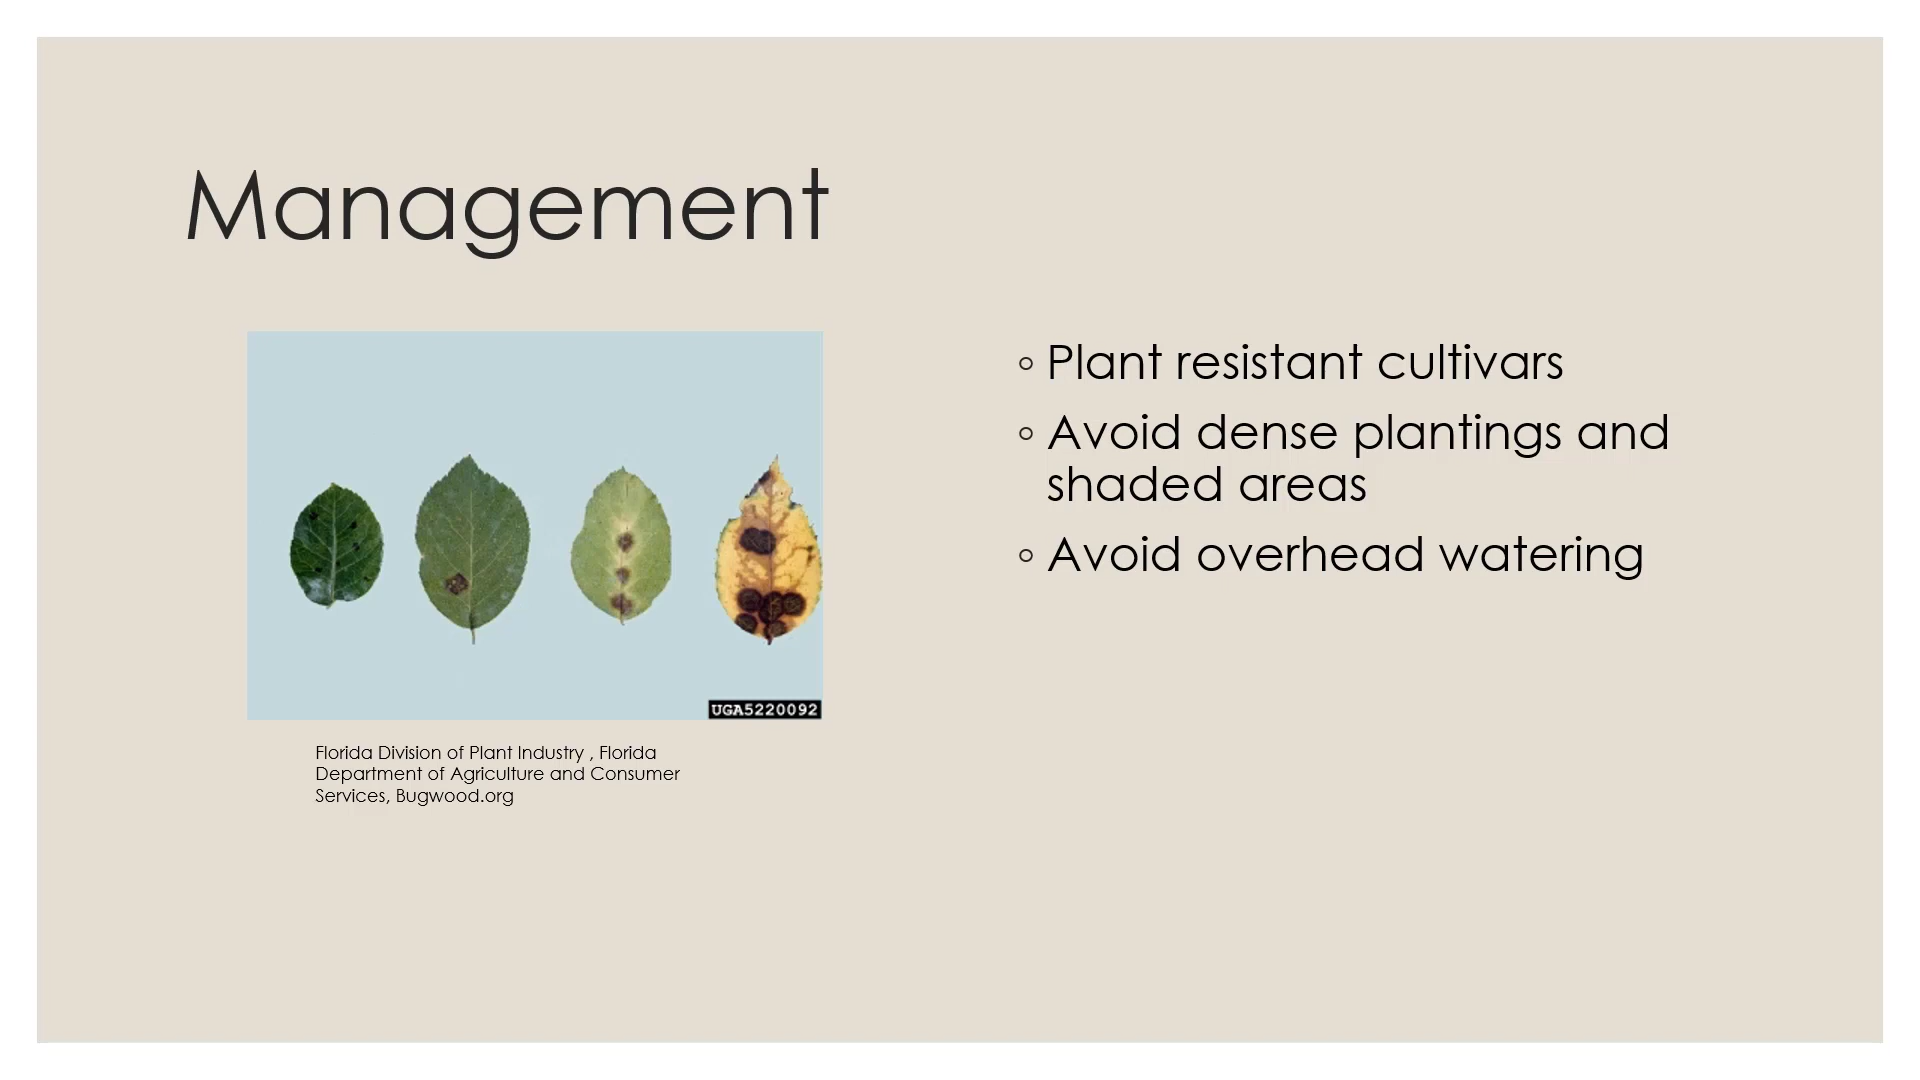 Management
◦ Plant resistant cultivars
◦ Avoid dense plantings and
shaded areas
◦ Avoid overhead watering
UGA5220092
Florida Division of Plant Industry , Florida
Department of Agriculture and Consumer
Services, Bugwood.org